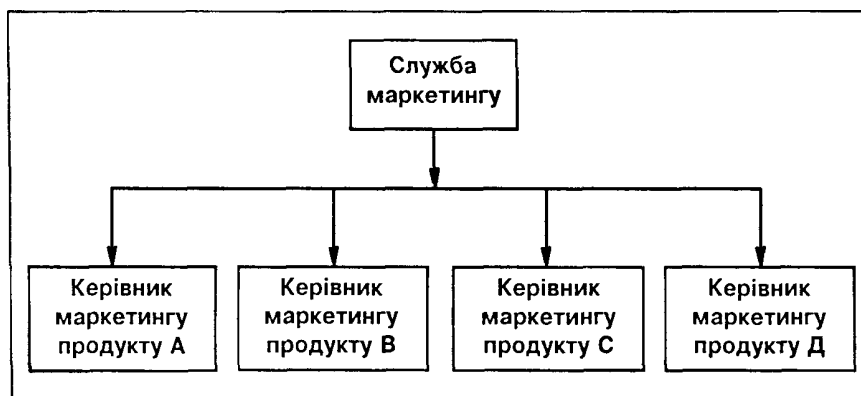 Служба
маркетингу
Керівник
маркетингу
продукту А
Керівник
маркетингу
продукту В
Керівник
маркетингу
продукту С
Керівник
маркетингу
продукту Д